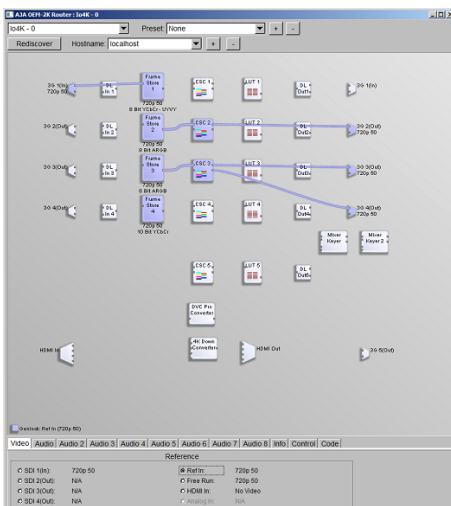 AJA OEM-2K Router : Io4K - 0
Io4K - 0
Preset: None
+ -
Rediscover
Hostname: localhost
+ -
3G 1(In)
720p 50
DL
In 1
Frame
Store
1
720p 50
8 Bit YCbCr - UYVY
CSC 1
LUT 1
DL
Out1
3G 1(In)
3G 2(Out)
DL
In 2
Frame
Store
2
720p 50
8 Bit ARGB
CSC 2
LUT 2
DL
Out2
3G 2(Out)
720p 50
3G 3(Out)
DL
In 3
Frame
Store
3
720p 50
8 Bit ARGB
CSC 3
LUT 3
DL
Out3
3G 3(Out)
720p 50
3G 4(Out)
DL
In 4
Frame
Store
4
720p 50
10 Bit YCbCr
CSC 4
LUT 4
DL
Out4
3G 4(Out)
720p 50
Mixer
Keyer
Mixer
Keyer 2
CSC 5
LUT 5
DL
DVC Pro
Converter
HDMI In
4K Down
Converter
HDMI Out
3G-5(Out)
Genlock: Ref In (720p 50)
Video Audio Audio 2 Audio 3 Audio 4 Audio 5 Audio 6 Audio 7 Audio 8 Info Control Code
Reference
SDI 1(In): 720p 50 Ref In: 720p 50
SDI 2(Out): N/A Free Run: 720p 50
SDI 3(Out): N/A HDMI In: No Video
SDI 4(Out): N/A Analog In: N/A